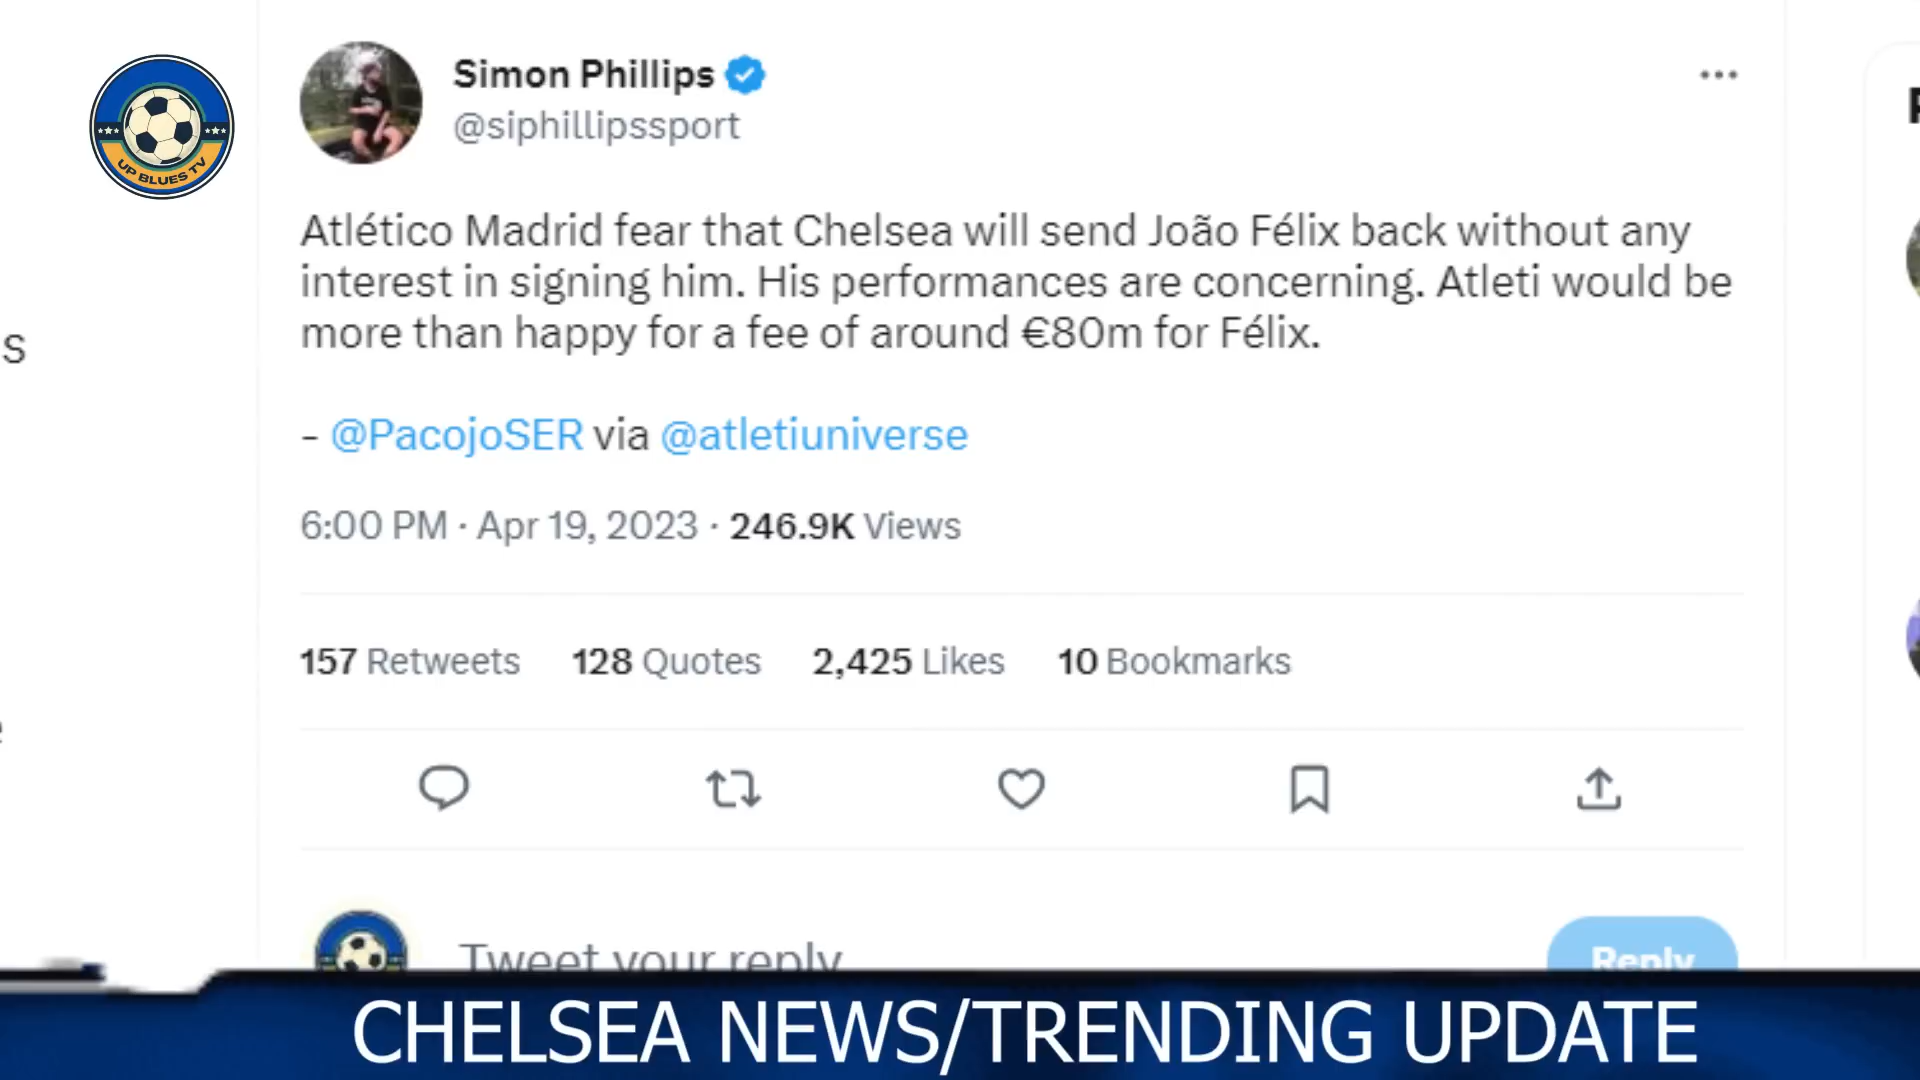 Simon Phillips
@siphillipssport
UP BLUES TV
Atlético Madrid fear that Chelsea will send João Félix back without any
interest in signing him. His performances are concerning. Atleti would be
more than happy for a fee of around €80m for Félix.
- @PacojoSER via @atletiuniverse
6:00 PM · Apr 19, 2023 · 246.9K Views
157 Retweets 128 Quotes 2,425 Likes 10 Bookmarks
Tweet your reply
Reply
CHELSEA NEWS/TRENDING UPDATE